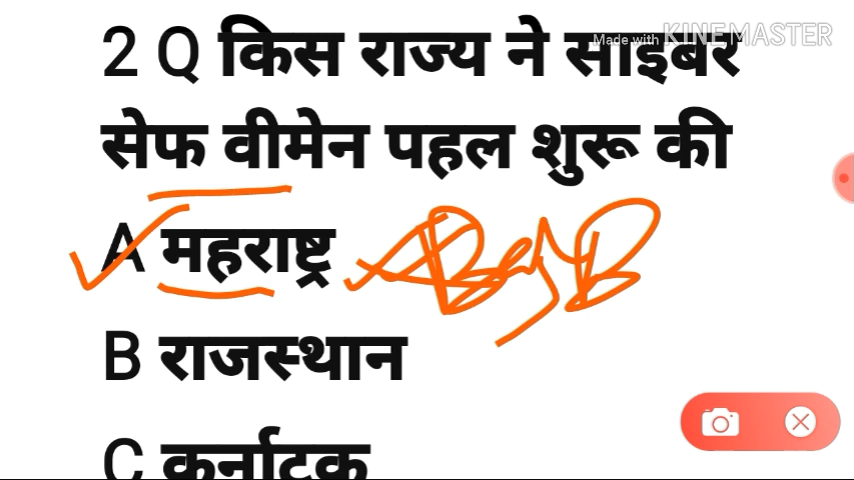 Made with KINEMASTER
2 Q किस राज्य ने साइबर
सेफ वीमेन पहल शुरू की
A महराष्ट्र
B राजस्थान
C कर्नाटक